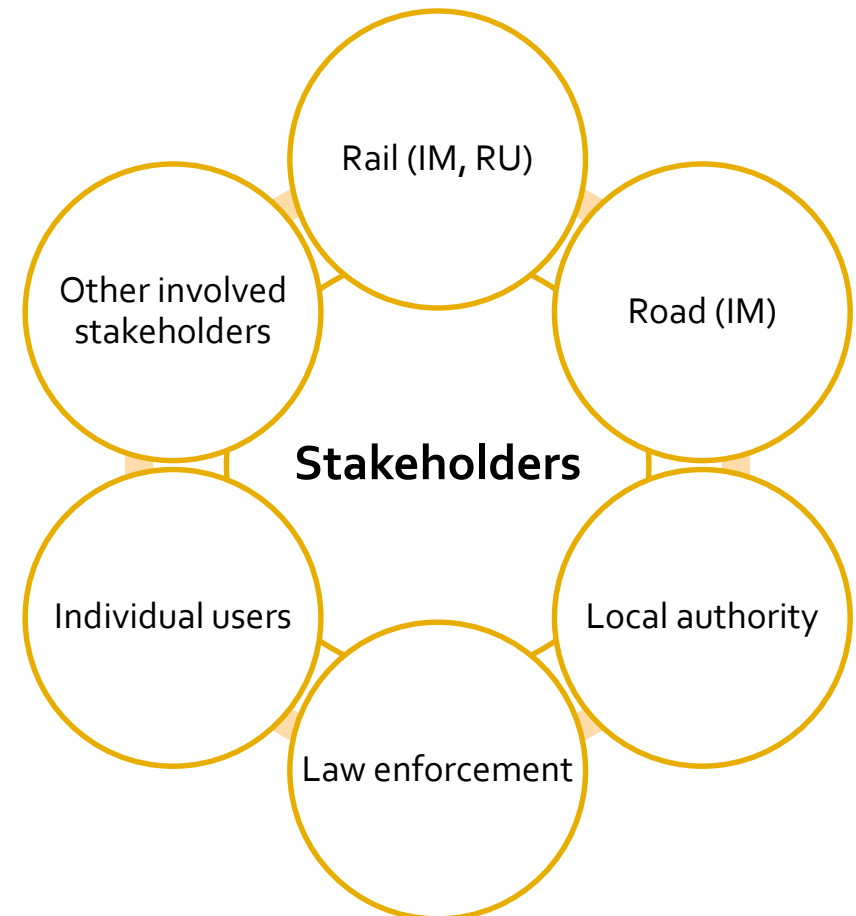 Rail (IM, RU)
Other involved
stakeholders
Road (IM)
Stakeholders
Individual users
Local authority
Law enforcement